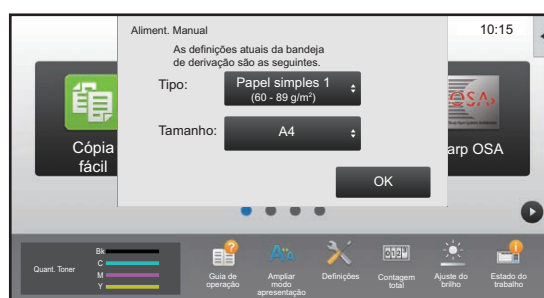 Aliment. Manual
10:15
As definições atuais da bandeja
de derivação são as seguintes.
Tipo:
Papel simples 1
(60 - 89 g/m²)
Tamanho:
A4
OK
Cópia
fácil
arp OSA
Quant. Toner
Bk
C
M
Y
Guia de
operação
Ampliar
modo
apresentação
Definições
Contagem
total
Ajuste do
brilho
Estado do
trabalho